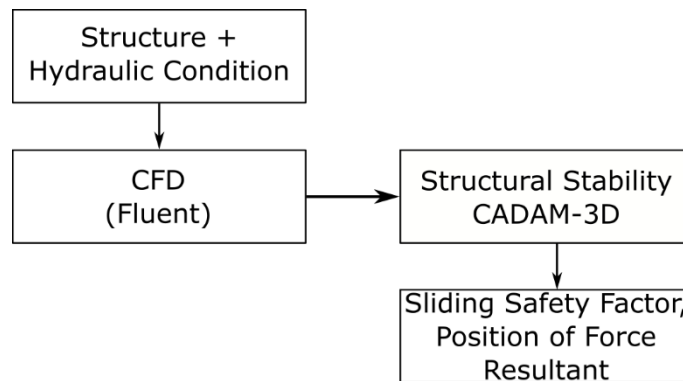 Structure +
Hydraulic Condition
CFD
(Fluent)
Structural Stability
CADAM-3D
Sliding Safety Factor,
Position of Force
Resultant